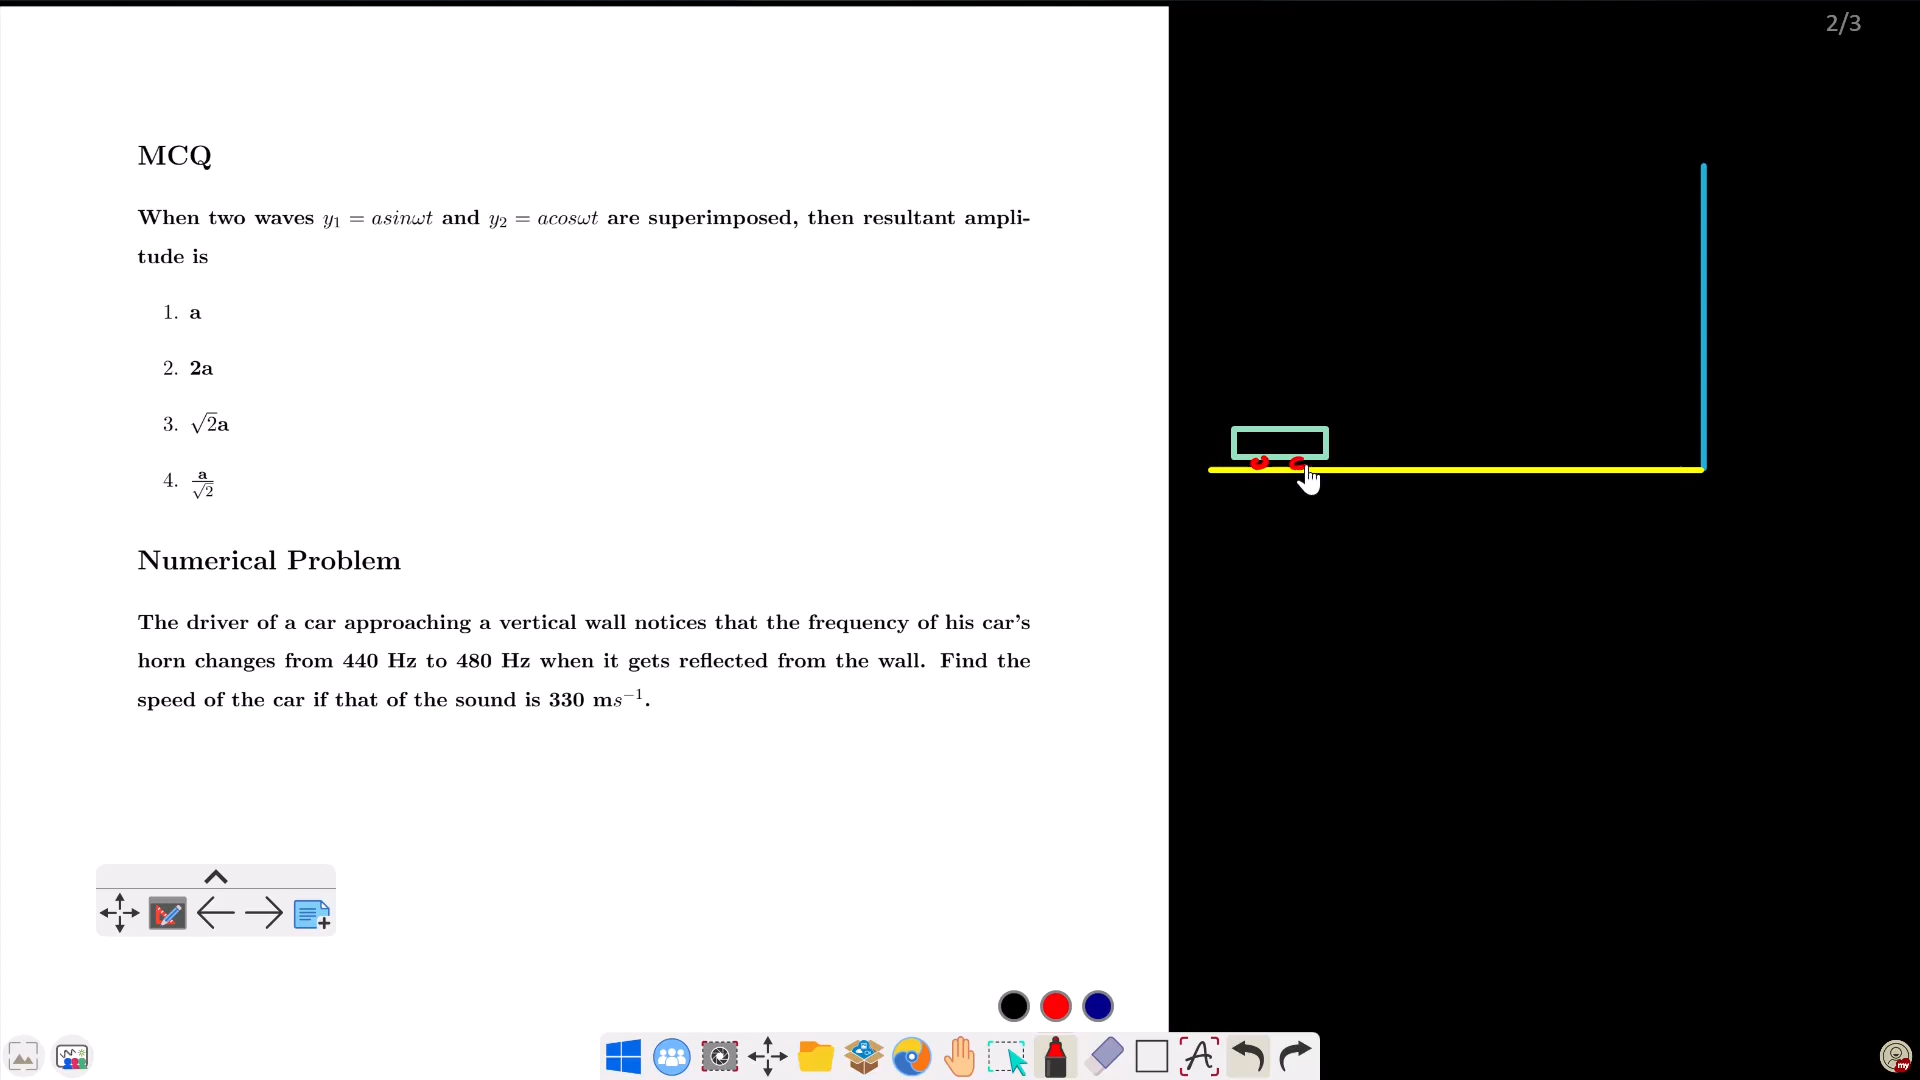 2/3
MCQ
When two waves y₁ = asinωt and y₂ = acosωt are superimposed, then resultant ampli-
tude is
1. a
2. 2a
3. √2a
4. a/√2
Numerical Problem
The driver of a car approaching a vertical wall notices that the frequency of his car's
horn changes from 440 Hz to 480 Hz when it gets reflected from the wall. Find the
speed of the car if that of the sound is 330 ms⁻¹.